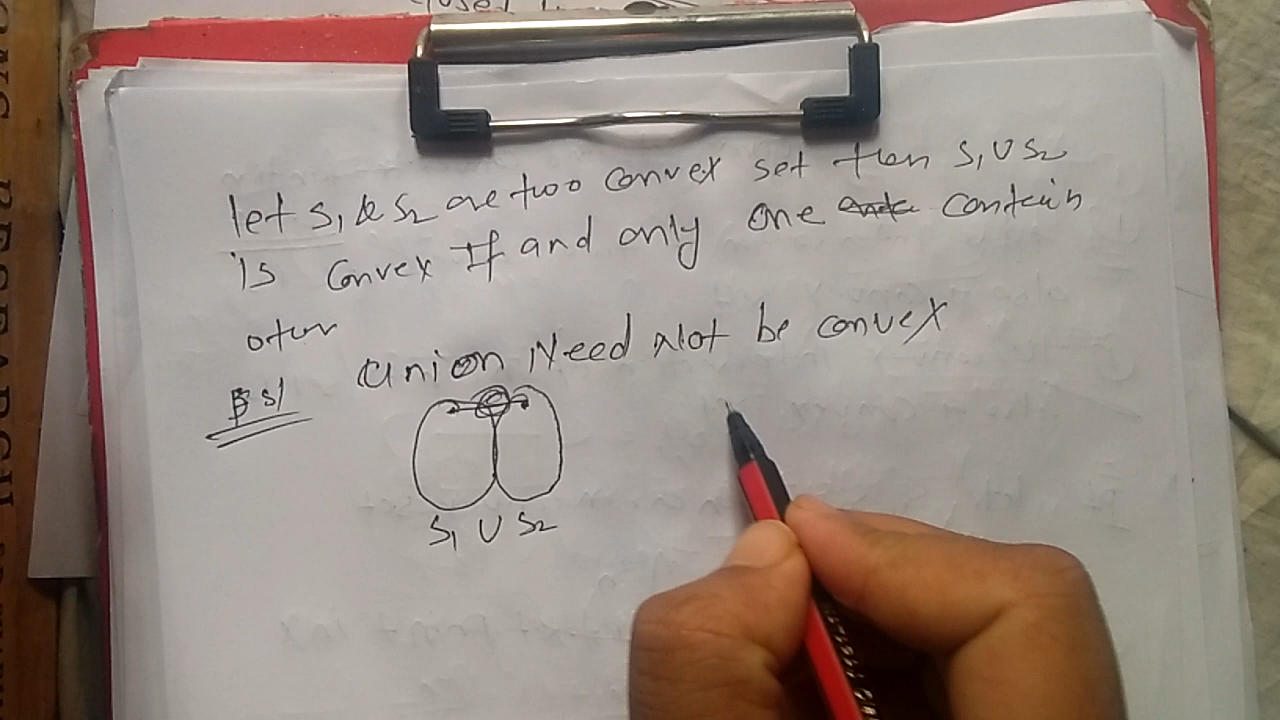 let S1 & S2 are two convex set then S1 U S2
is convex If and only one contain
other
Union Need Not be convex
S1 U S2
RESEARCH